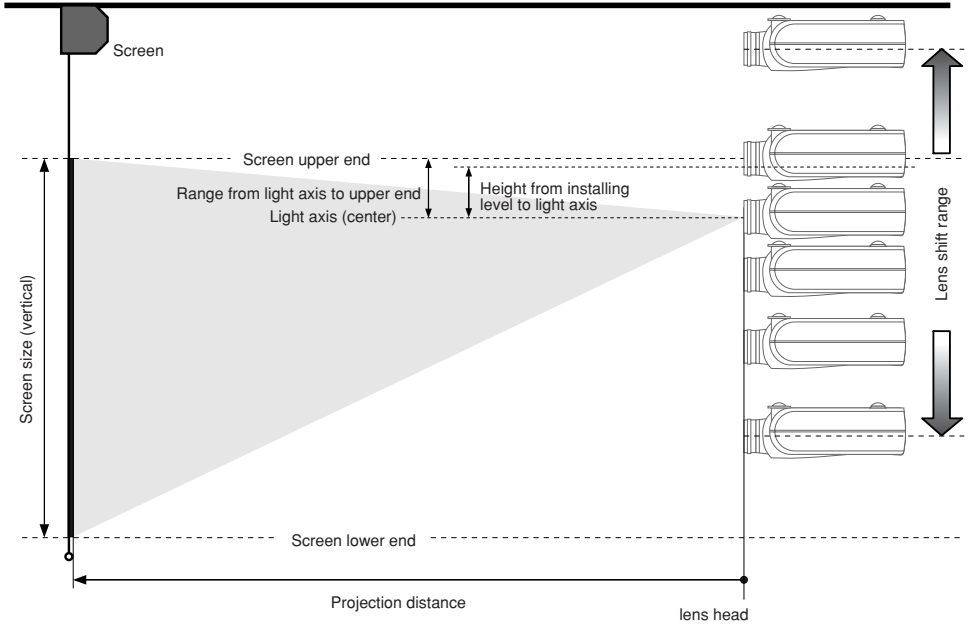 Screen
Screen upper end
Range from light axis to upper end
Height from installing
level to light axis
Light axis (center)
Lens shift range
Screen size (vertical)
Screen lower end
Projection distance
lens head